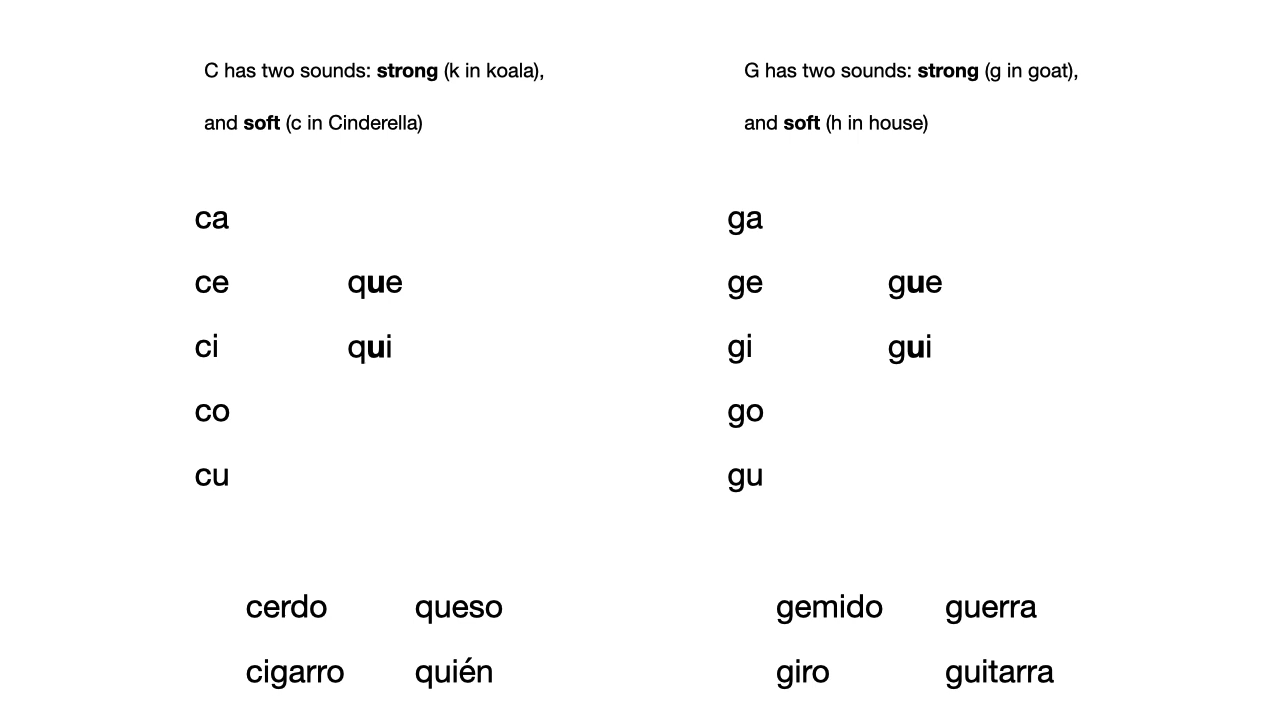 C has two sounds: strong (k in koala),
and soft (c in Cinderella)
ca
ce que
ci qui
co
cu
cerdo queso
cigarro quién
G has two sounds: strong (g in goat),
and soft (h in house)
ga
ge gue
gi gui
go
gu
gemido guerra
giro guitarra